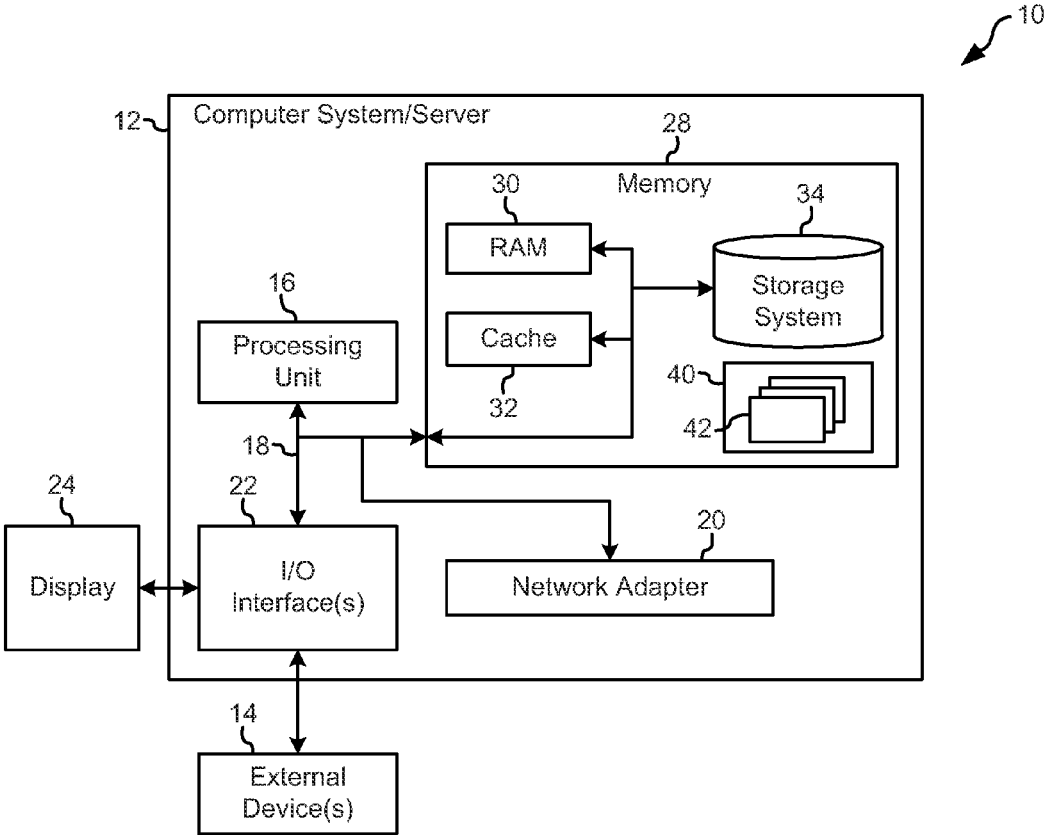 10
12
Computer System/Server
28
Memory
30
RAM
34
Storage
System
16
Processing
Unit
Cache
32
40
42
18
24
Display
22
I/O
Interface(s)
20
Network Adapter
14
External
Device(s)